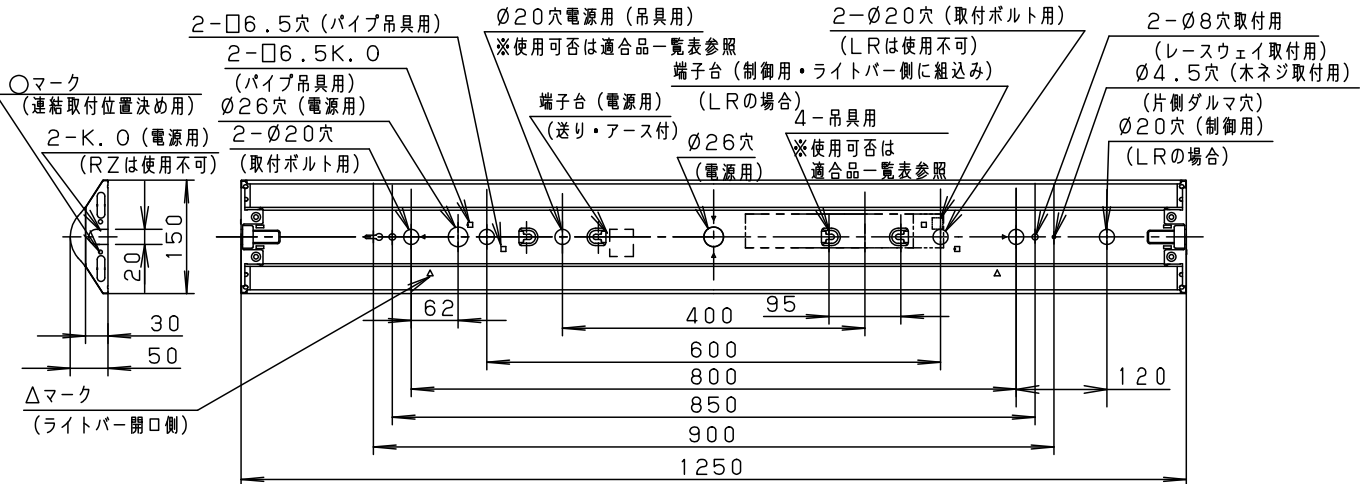 2-□6.5穴(パイプ吊具用)
2-□6.5K.O
(パイプ吊具用)
○マーク
(連結取付位置決め用)
Ø26穴(電源用)
2-K.O(電源用)
(RZは使用不可)
2-Ø20穴
(取付ボルト用)
Ø20穴電源用(吊具用)
※使用可否は適合品一覧表参照
端子台(電源用)
(送り・アース付)
端子台(制御用・ライトバー側に組込み)
(LRの場合)
Ø26穴
(電源用)
4-吊具用
※使用可否は
適合品一覧表参照
2-Ø20穴(取付ボルト用)
(LRは使用不可)
2-Ø8穴取付用
(レースウェイ取付用)
Ø4.5穴(木ネジ取付用)
(片側ダルマ穴)
Ø20穴(制御用)
(LRの場合)
20
150
30
50
△マーク
(ライトバー開口側)
62
400
95
600
800
120
850
900
1250